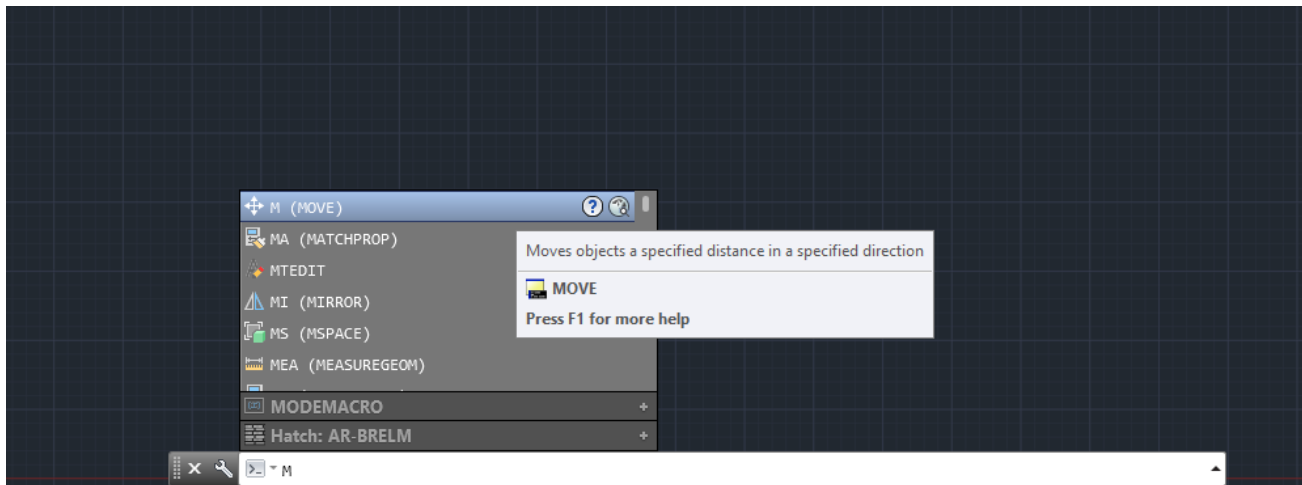 M (MOVE)
MA (MATCHPROP)
Moves objects a specified distance in a specified direction
MTEDIT
MOVE
MI (MIRROR)
Press F1 for more help
MS (MSPACE)
MEA (MEASUREGEOM)
MODEMACRO
Hatch: AR-BRELM
M